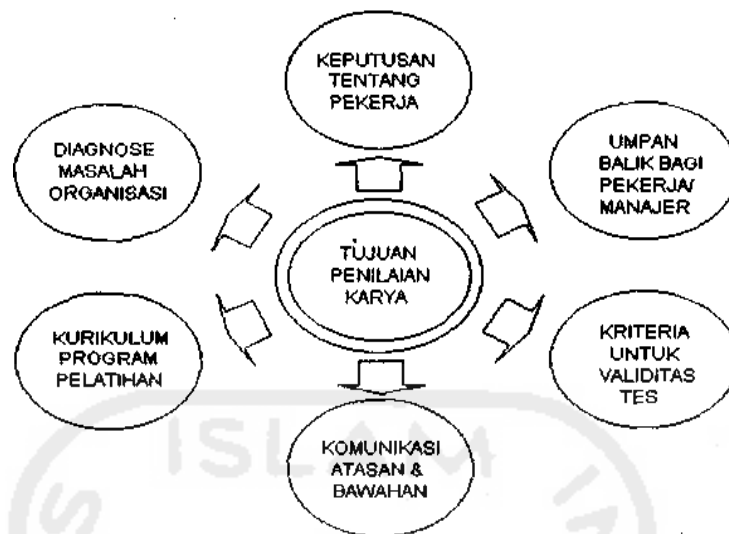 KEPUTUSAN
TENTANG
PEKERJA
DIAGNOSE
MASALAH
ORGANISASI
UMPAN
BALIK BAGI
PEKERJA/
MANAJER
TUJUAN
PENILAIAN
KARYA
KURIKULUM
PROGRAM
PELATIHAN
KRITERIA
UNTUK
VALIDITAS
TES
KOMUNIKASI
ATASAN &
BAWAHAN
ISLAM